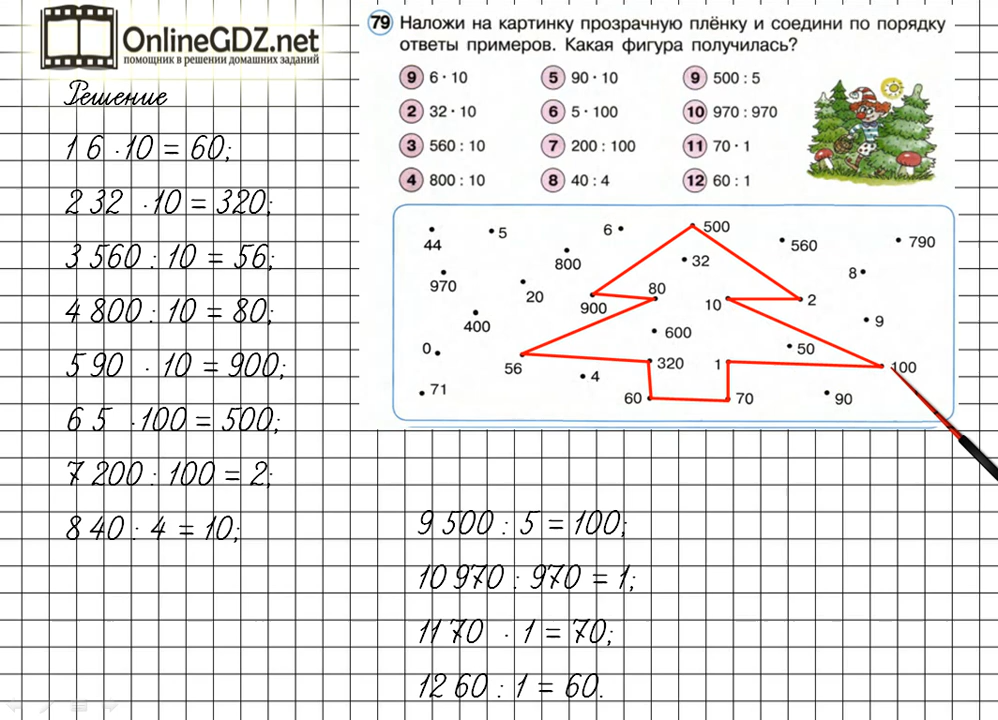 OnlineGDZ.net
помощник в решении домашних заданий
Решение
1 6 · 10 = 60;
2 32 · 10 = 320;
3 560 : 10 = 56;
4 800 : 10 = 80;
5 90 · 10 = 900;
6 5 · 100 = 500;
7 200 : 100 = 2;
8 40 : 4 = 10;
79 Наложи на картинку прозрачную плёнку и соедини по порядку
ответы примеров. Какая фигура получилась?
9 6 · 10 5 90 · 10 9 500 : 5
2 32 · 10 6 5 · 100 10 970 : 970
3 560 : 10 7 200 : 100 11 70 · 1
4 800 : 10 8 40 : 4 12 60 : 1
44 5 6 500 560 790
970 20 800 32 8
400 900 80 10 2 9
0 600 50
56 4 320 1 100
71 60 70 90
9 500 : 5 = 100;
10 970 : 970 = 1;
11 70 · 1 = 70;
12 60 : 1 = 60.